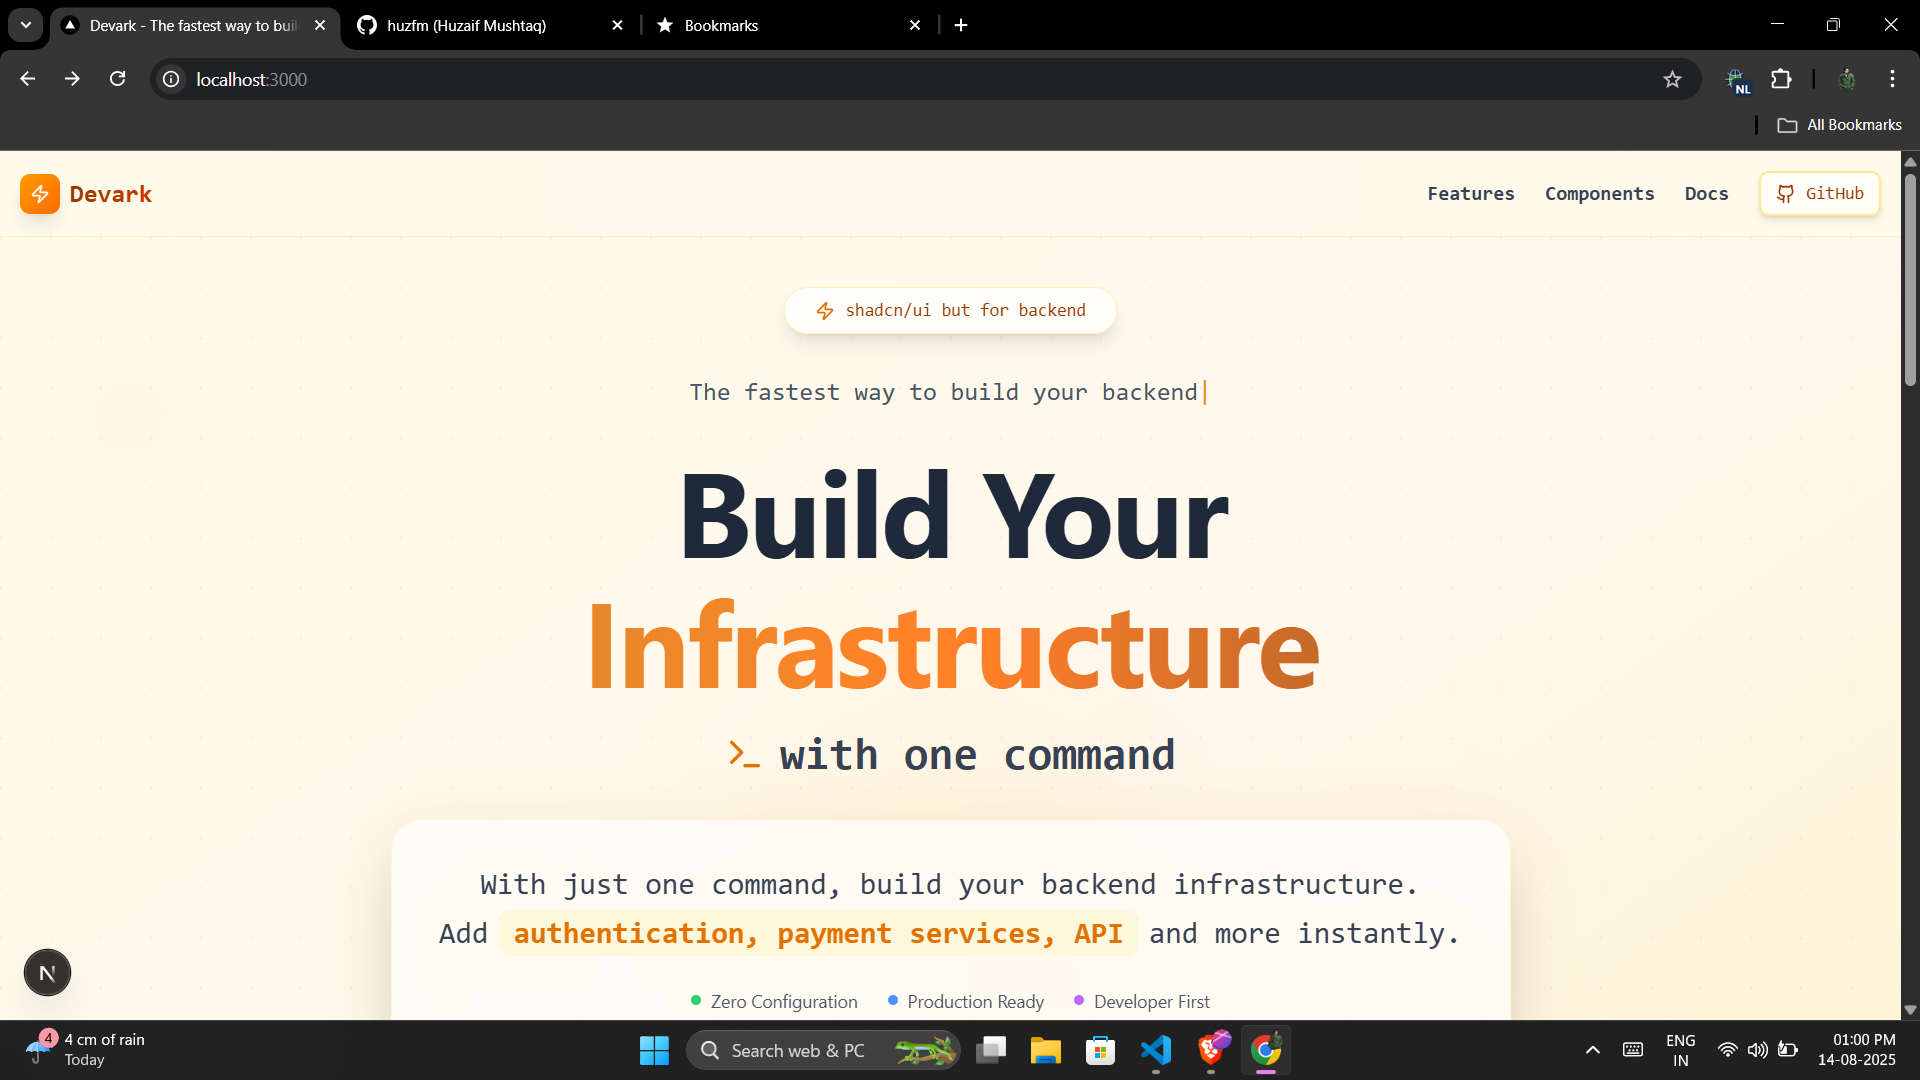 Devark - The fastest way to buil
huzfm (Huzaif Mushtaq)
Bookmarks
localhost:3000
NL
All Bookmarks
Devark
Features
Components
Docs
GitHub
shadcn/ui but for backend
The fastest way to build your backend
Build Your
Infrastructure
with one command
With just one command, build your backend infrastructure.
Add authentication, payment services, API and more instantly.
Zero Configuration
Production Ready
Developer First
N
4
4 cm of rain
Today
Search web & PC
ENG
IN
01:00 PM
14-08-2025